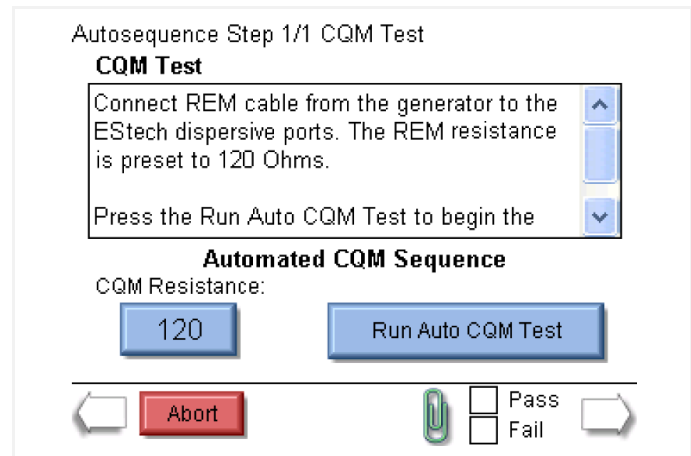 Autosequence Step 1/1 CQM Test
CQM Test
Connect REM cable from the generator to the
EStech dispersive ports. The REM resistance
is preset to 120 Ohms.
Press the Run Auto CQM Test to begin the
Automated CQM Sequence
CQM Resistance:
120
Run Auto CQM Test
Abort
Pass
Fail